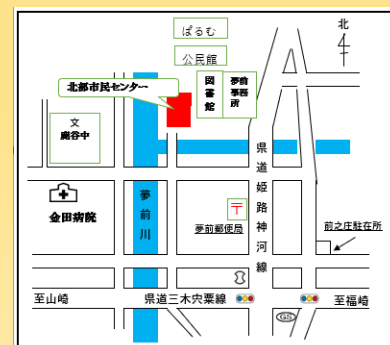 ぱるむ
北
公民館
北部市民センター
図書館
夢前事務所
文
鹿谷中
金田病院
夢前川
県道姫路神河線
〒
夢前郵便局
前之庄駐在所
至山崎
県道三木宍粟線
至福崎
GS